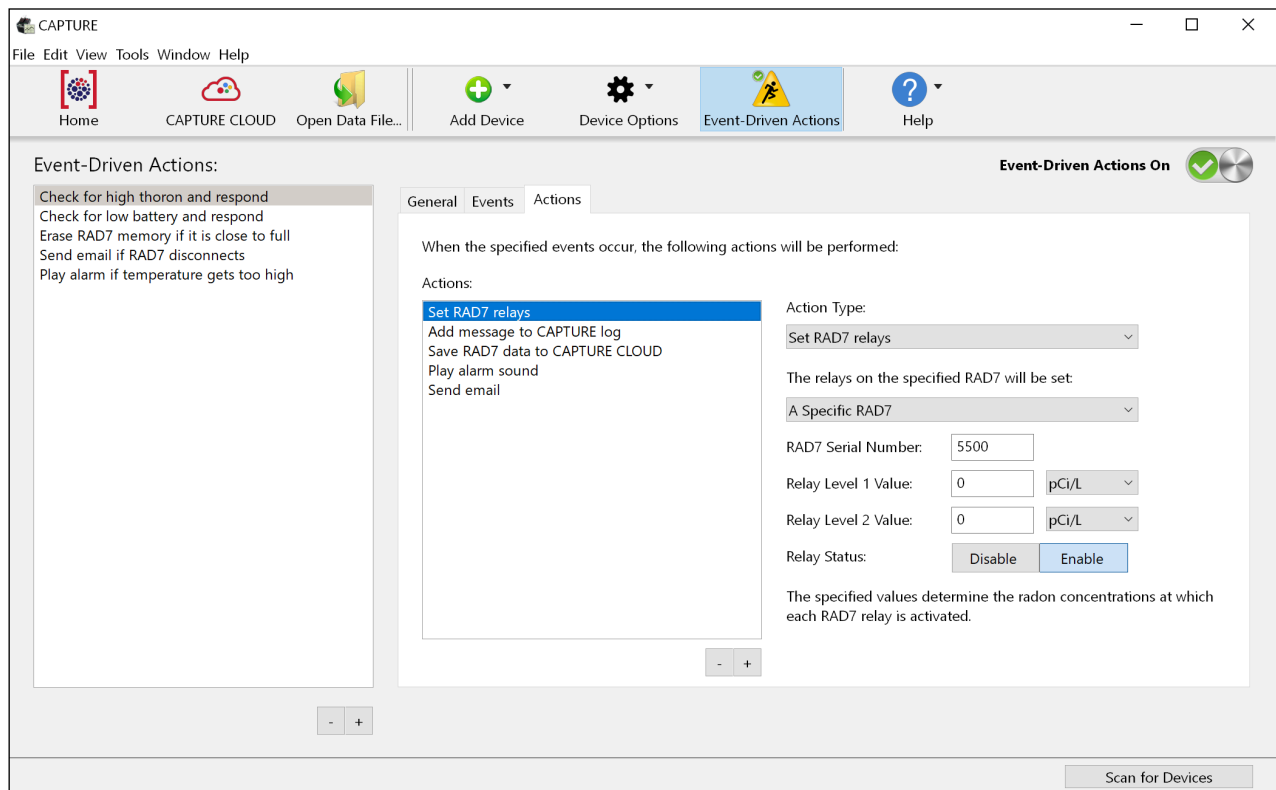 CAPTURE
File Edit View Tools Window Help
Home CAPTURE CLOUD Open Data File... Add Device Device Options Event-Driven Actions Help
Event-Driven Actions:
Event-Driven Actions On
Check for high thoron and respond
Check for low battery and respond
Erase RAD7 memory if it is close to full
Send email if RAD7 disconnects
Play alarm if temperature gets too high
- +
General Events Actions
When the specified events occur, the following actions will be performed:
Actions:
Set RAD7 relays
Add message to CAPTURE log
Save RAD7 data to CAPTURE CLOUD
Play alarm sound
Send email
- +
Action Type:
Set RAD7 relays
The relays on the specified RAD7 will be set:
A Specific RAD7
RAD7 Serial Number: 5500
Relay Level 1 Value: 0 pCi/L
Relay Level 2 Value: 0 pCi/L
Relay Status: Disable Enable
The specified values determine the radon concentrations at which
each RAD7 relay is activated.
Scan for Devices